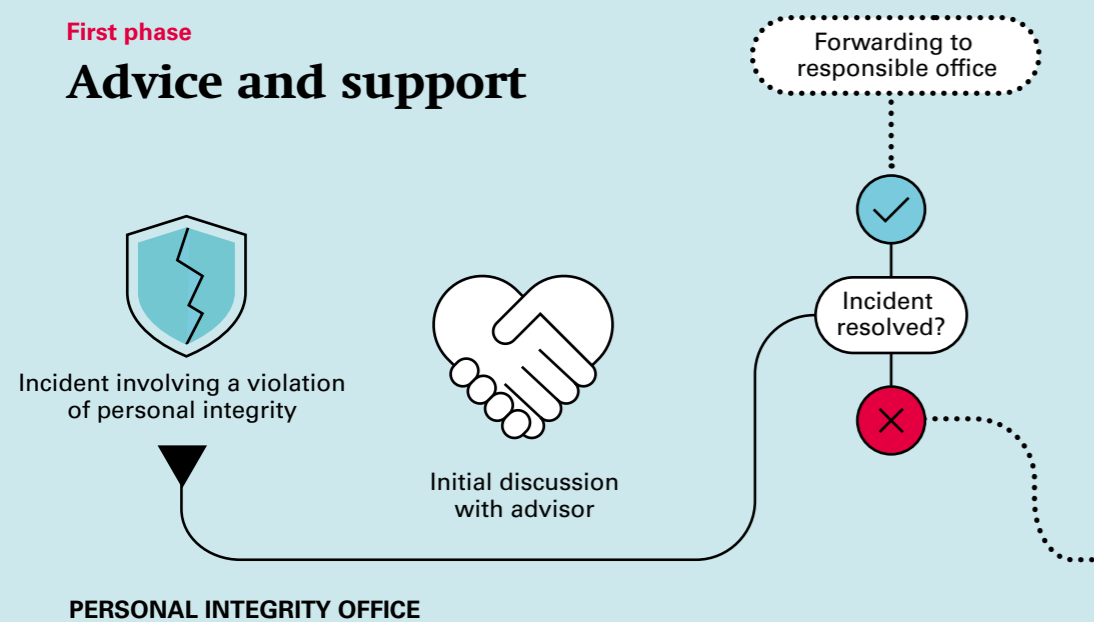 First phase
Advice and support
Forwarding to
responsible office
Incident
resolved?
Incident involving a violation
of personal integrity
Initial discussion
with advisor
PERSONAL INTEGRITY OFFICE